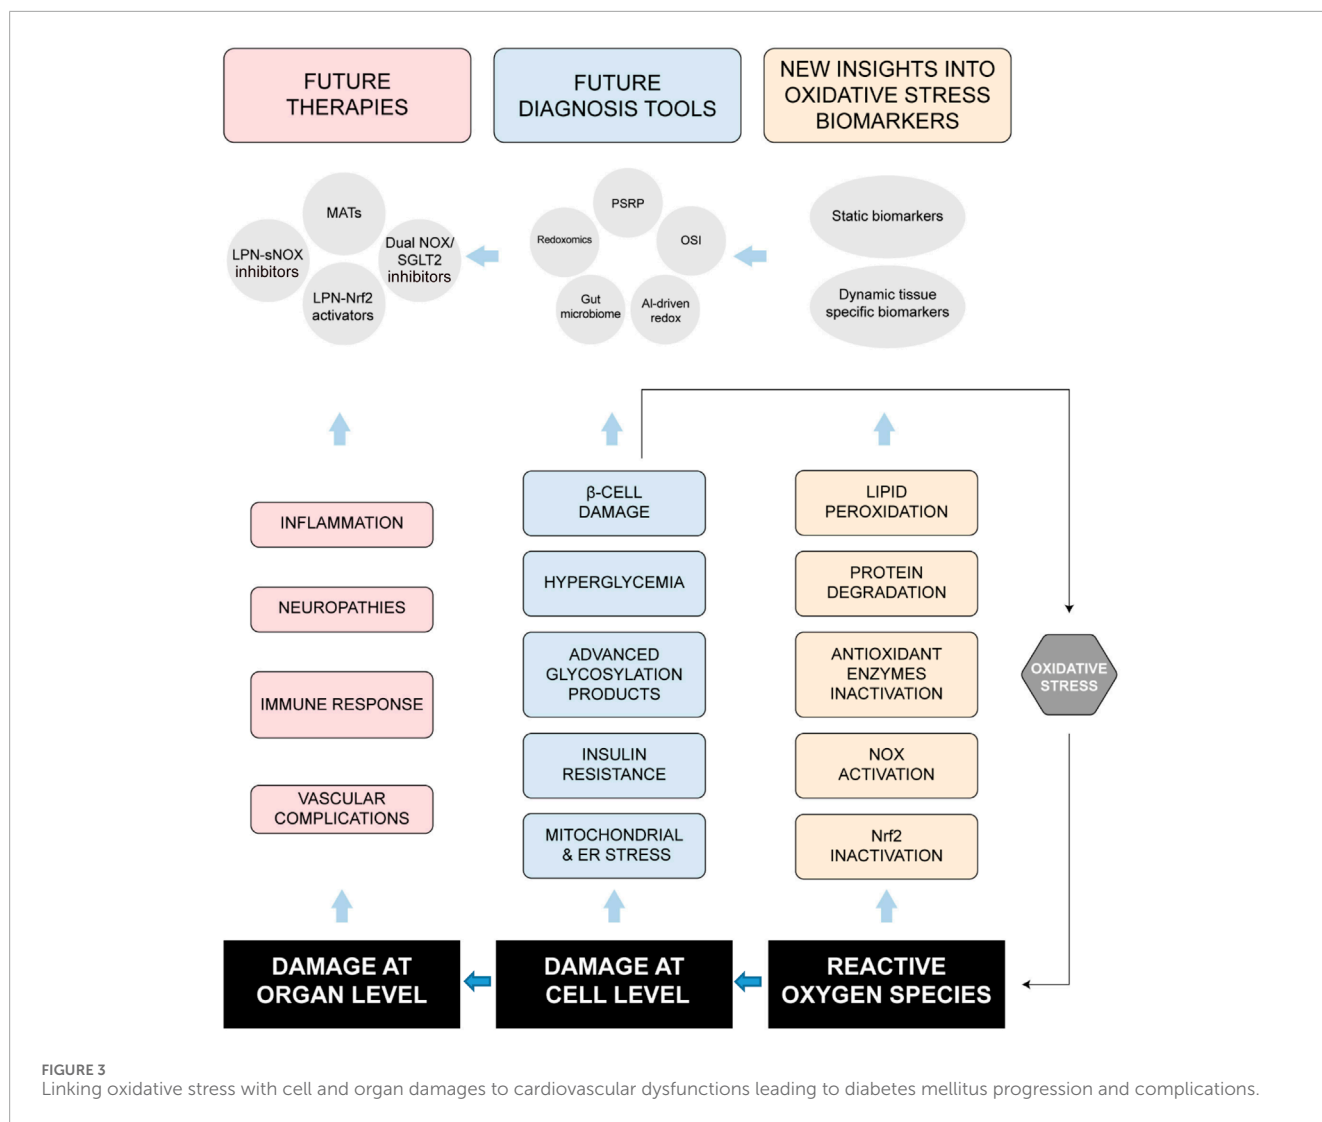 FUTURE
THERAPIES
FUTURE
DIAGNOSIS TOOLS
NEW INSIGHTS INTO
OXIDATIVE STRESS
BIOMARKERS
MATs
LPN-sNOX
inhibitors
Dual NOX/
SGLT2
inhibitors
LPN-Nrf2
activators
PSRP
Redoxomics
OSI
Gut
microbiome
AI-driven
redox
Static biomarkers
Dynamic tissue
specific biomarkers
INFLAMMATION
NEUROPATHIES
IMMUNE RESPONSE
VASCULAR
COMPLICATIONS
β-CELL
DAMAGE
HYPERGLYCEMIA
ADVANCED
GLYCOSYLATION
PRODUCTS
INSULIN
RESISTANCE
MITOCHONDRIAL
& ER STRESS
LIPID
PEROXIDATION
PROTEIN
DEGRADATION
ANTIOXIDANT
ENZYMES
INACTIVATION
NOX
ACTIVATION
Nrf2
INACTIVATION
OXIDATIVE
STRESS
DAMAGE AT
ORGAN LEVEL
DAMAGE AT
CELL LEVEL
REACTIVE
OXYGEN SPECIES
FIGURE 3
Linking oxidative stress with cell and organ damages to cardiovascular dysfunctions leading to diabetes mellitus progression and complications.